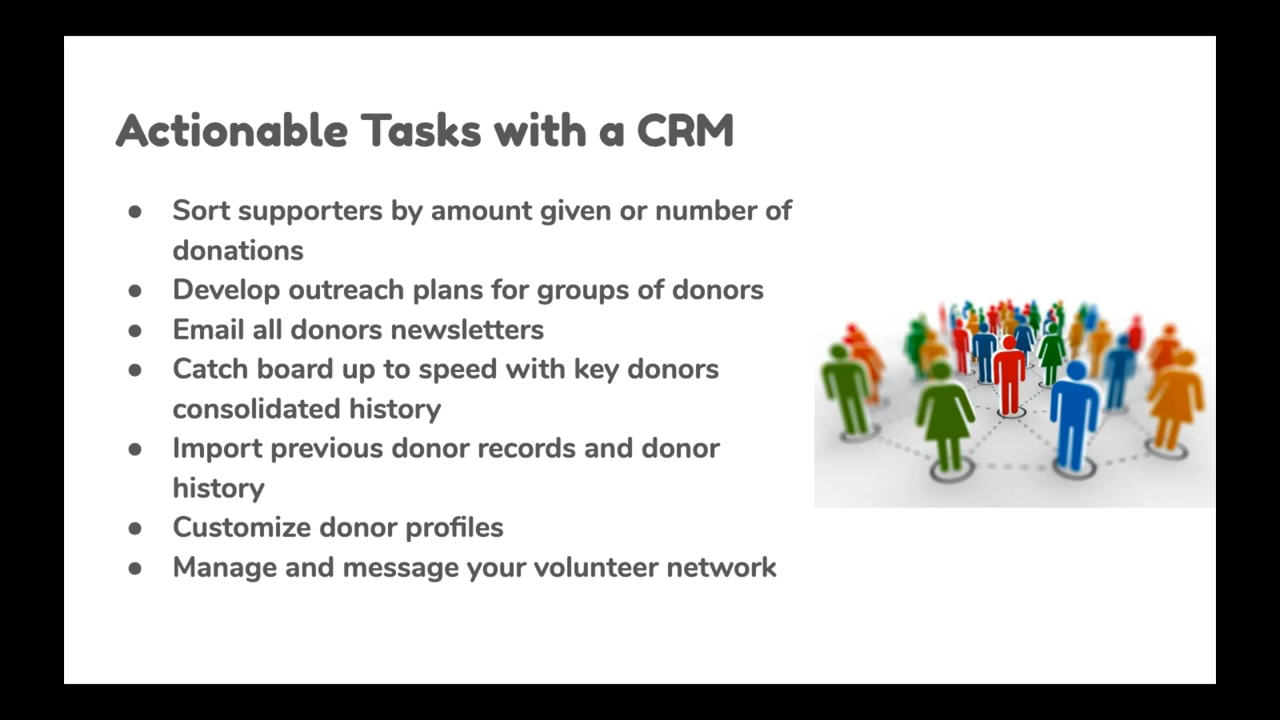 Actionable Tasks with a CRM
● Sort supporters by amount given or number of
donations
● Develop outreach plans for groups of donors
● Email all donors newsletters
● Catch board up to speed with key donors
consolidated history
● Import previous donor records and donor
history
● Customize donor profiles
● Manage and message your volunteer network